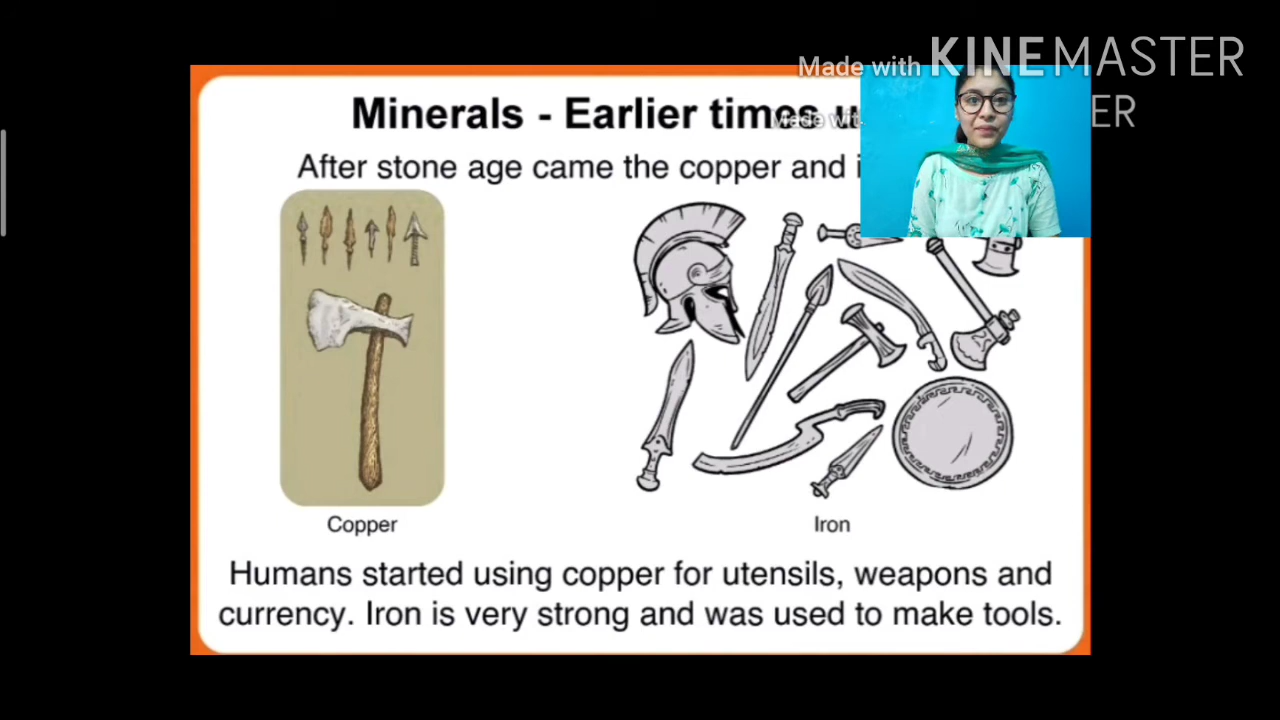 Made with KINEMASTER
Minerals - Earlier times
Made
After stone age came the copper and
Copper
Iron
Humans started using copper for utensils, weapons and
currency. Iron is very strong and was used to make tools.